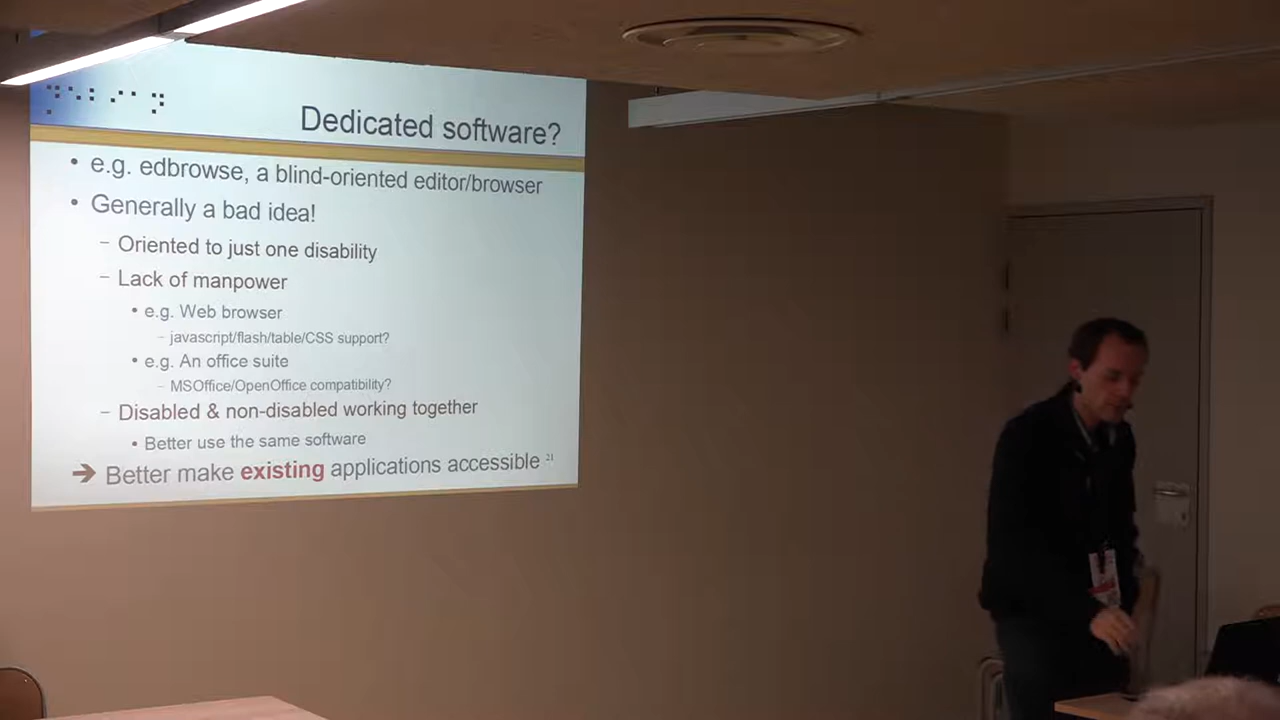 Dedicated software?
• e.g. edbrowse, a blind-oriented editor/browser
• Generally a bad idea!
– Oriented to just one disability
– Lack of manpower
• e.g. Web browser
– javascript/flash/table/CSS support?
• e.g. An office suite
– MSOffice/OpenOffice compatibility?
– Disabled & non-disabled working together
• Better use the same software
➔ Better make existing applications accessible 21